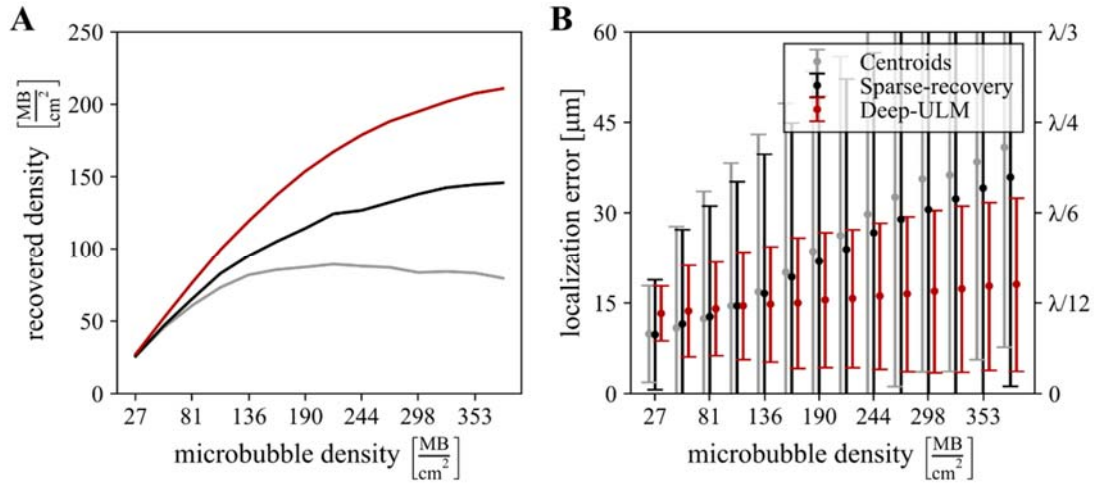 A
250
200
150
100
50
0
recovered density [MB/cm²]
27 81 136 190 244 298 353
microbubble density [MB/cm²]
B
60
45
30
15
0
localization error [µm]
Centroids
Sparse-recovery
Deep-ULM
λ/3
λ/4
λ/6
λ/12
0
27 81 136 190 244 298 353
microbubble density [MB/cm²]